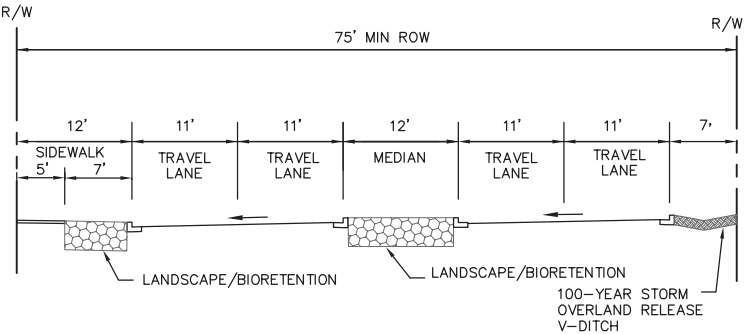 R/W
R/W
75' MIN ROW
12'
11'
11'
12'
11'
11'
7'
SIDEWALK
5'
7'
TRAVEL
LANE
TRAVEL
LANE
MEDIAN
TRAVEL
LANE
TRAVEL
LANE
LANDSCAPE/BIORETENTION
LANDSCAPE/BIORETENTION
100-YEAR STORM
OVERLAND RELEASE
V-DITCH